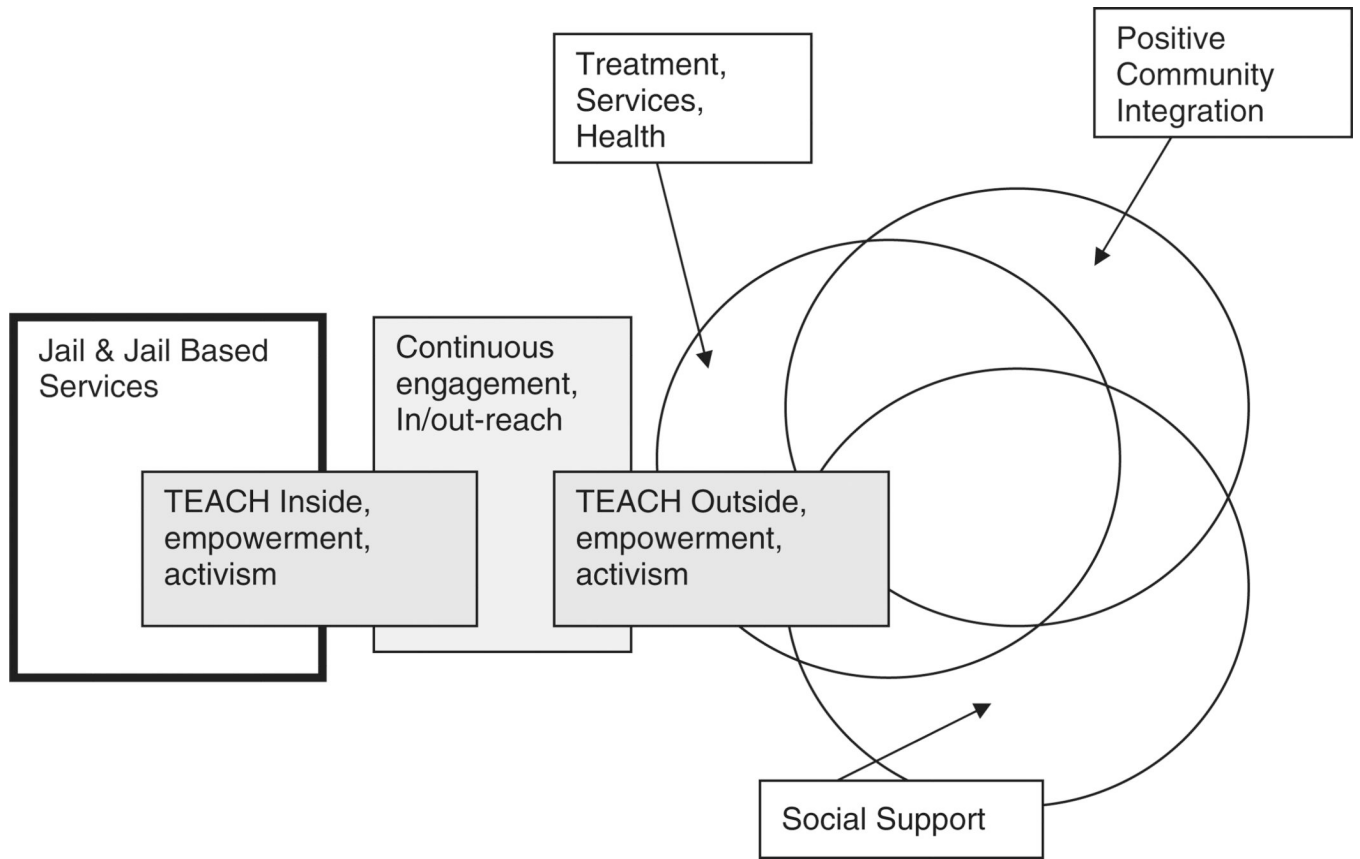 Treatment,
Services,
Health
Positive
Community
Integration
Jail & Jail Based
Services
Continuous
engagement,
In/out-reach
TEACH Inside,
empowerment,
activism
TEACH Outside,
empowerment,
activism
Social Support